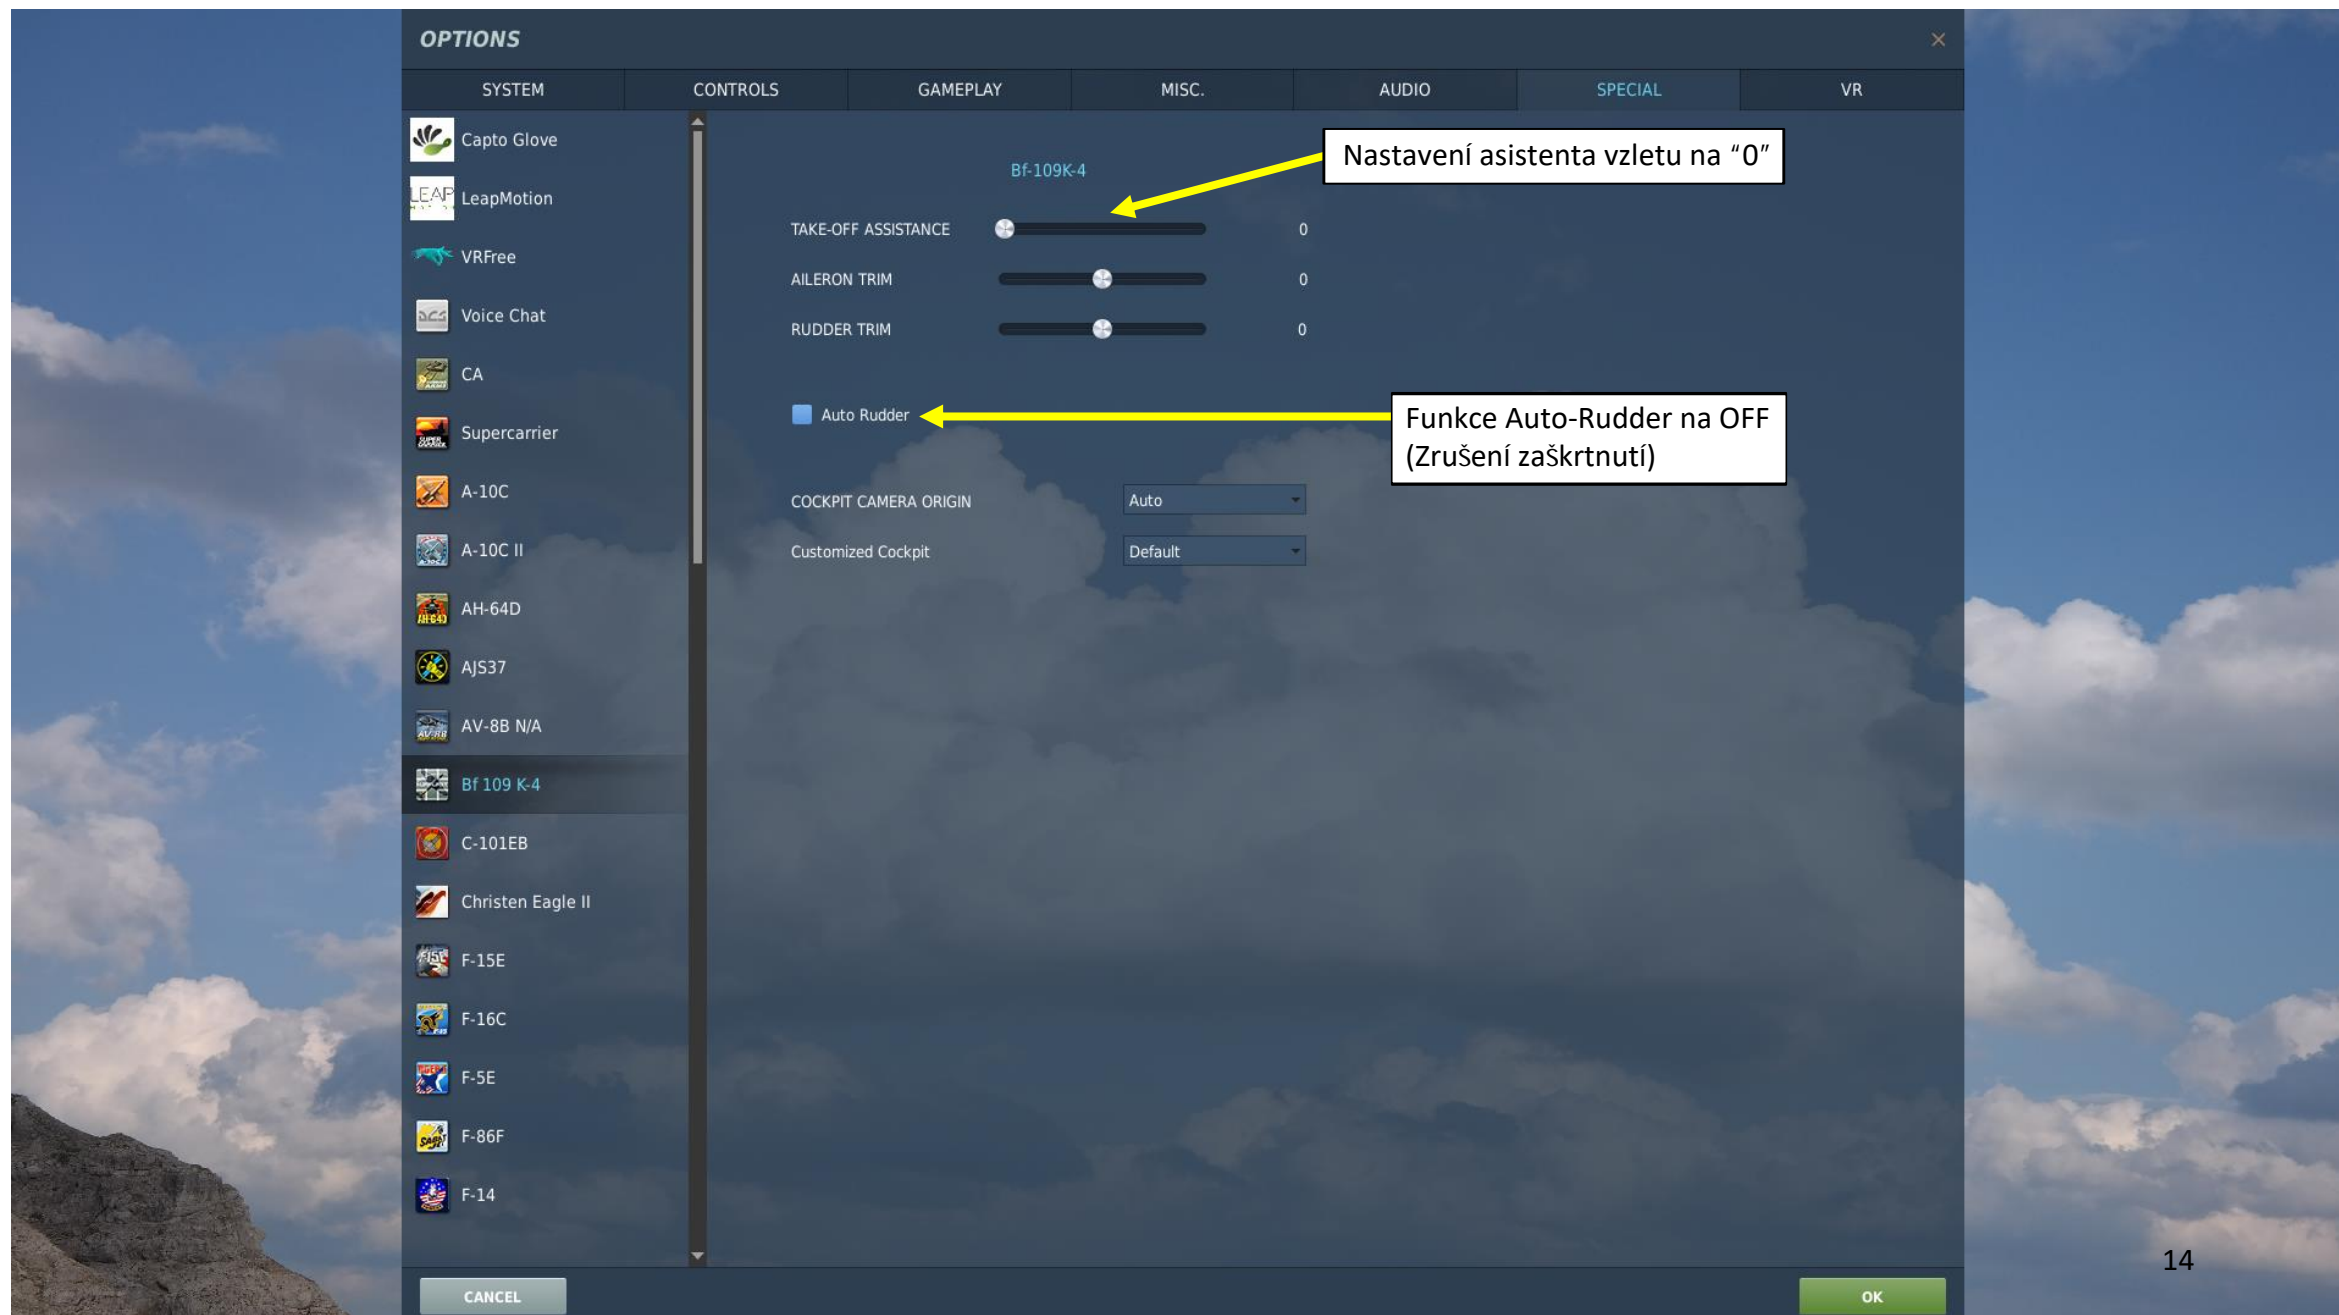 OPTIONS
SYSTEM CONTROLS GAMEPLAY MISC. AUDIO SPECIAL VR
Capto Glove
LEAP
LeapMotion
VRFree
Voice Chat
CA
Supercarrier
A-10C
A-10C II
AH-64D
AJS37
AV-8B N/A
Bf 109 K-4
C-101EB
Christen Eagle II
F-15E
F-16C
F-5E
F-86F
F-14
Bf-109K-4
Nastavení asistenta vzletu na “0”
TAKE-OFF ASSISTANCE 0
AILERON TRIM 0
RUDDER TRIM 0
Auto Rudder
Funkce Auto-Rudder na OFF
(Zrušení zaškrtnutí)
COCKPIT CAMERA ORIGIN Auto
Customized Cockpit Default
14
CANCEL OK